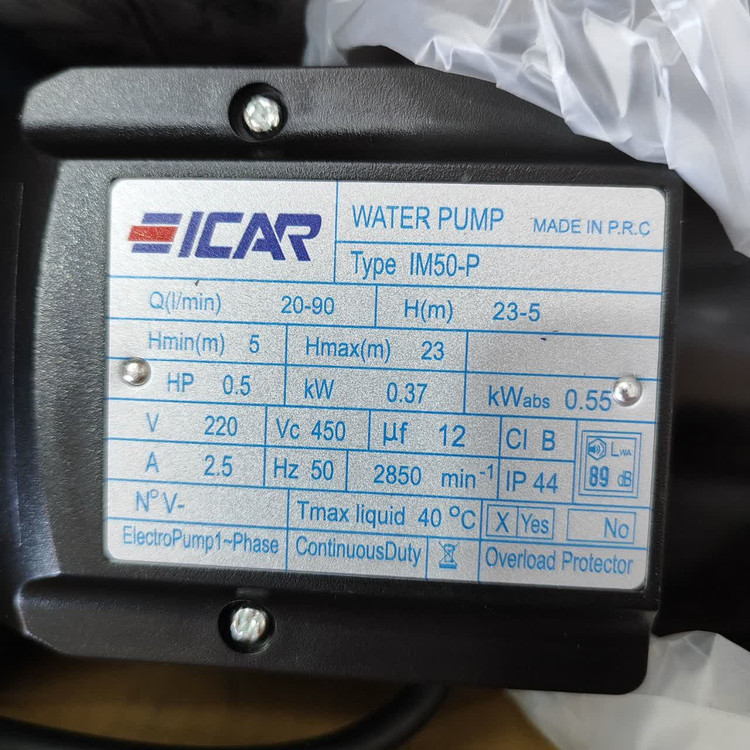 EICAR
WATER PUMP MADE IN P.R.C
Type IM50-P
Q(l/min) 20-90 H(m) 23-5
Hmin(m) 5 Hmax(m) 23
HP 0.5 kW 0.37 kWabs 0.55
V 220 Vc 450 µf 12 Cl B
A 2.5 Hz 50 2850 min-1 IP 44
LWA
89 dB
N° V- Tmax liquid 40 °C X Yes No
ElectroPump1~Phase ContinuousDuty Overload Protector